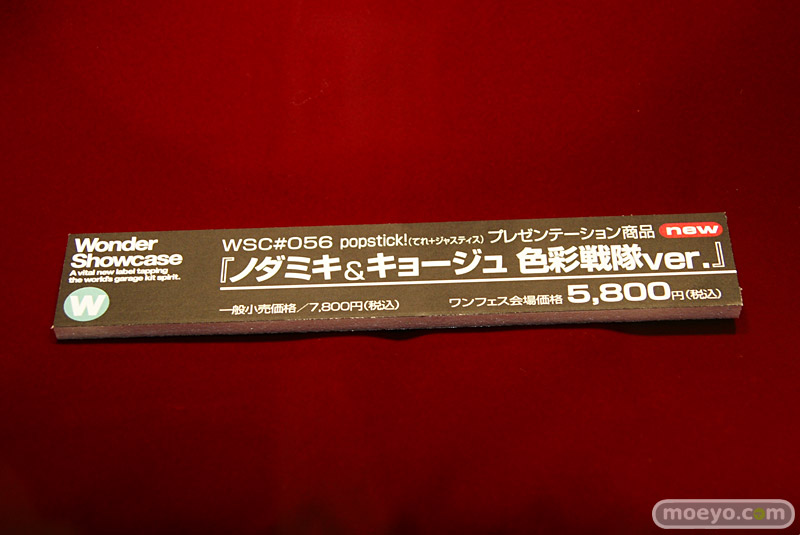 Wonder
Showcase
A vital new label tapping
the world's garage kit spirit.
W
WSC#056 popstick!(てれ+ジャスティス) プレゼンテーション商品 new
『ノダミキ&キョージュ 色彩戦隊ver.』
一般小売価格/7,800円(税込) ワンフェス会場価格 5,800円(税込)
moeyo.com